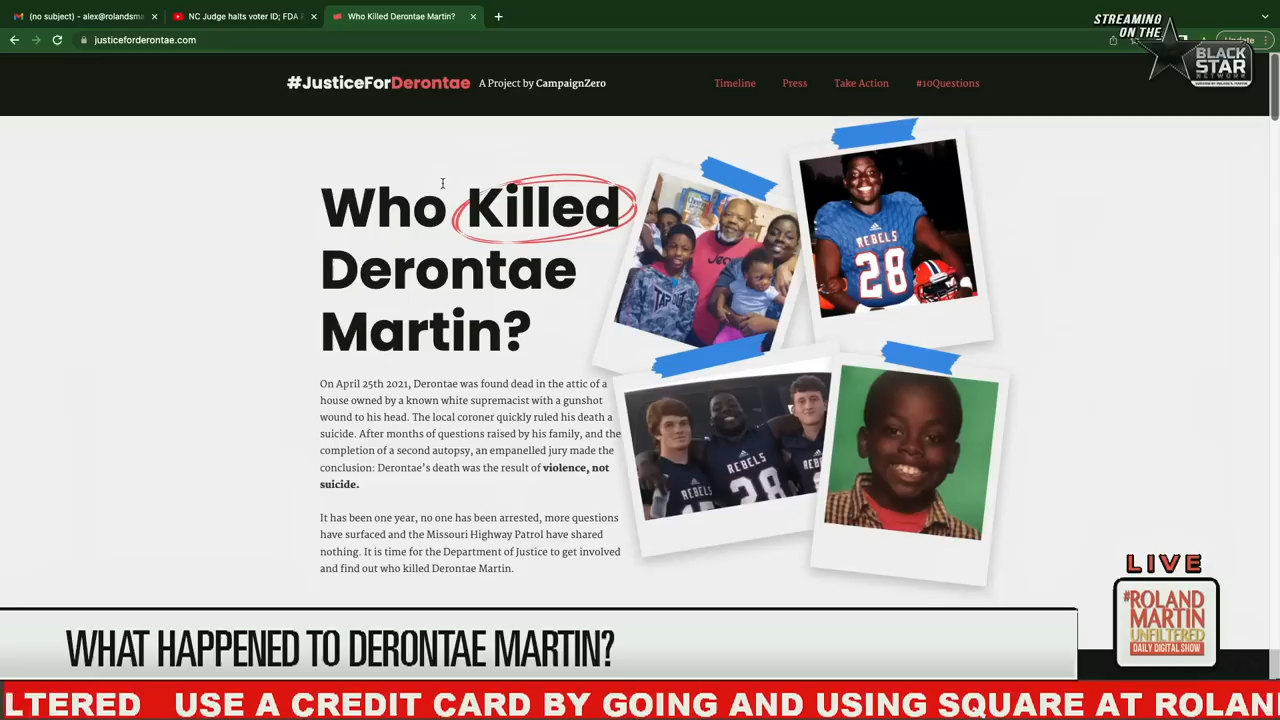 (no subject) - alex@rolandsma
NC Judge halts voter ID; FDA F
Who Killed Derontae Martin?
justiceforderontae.com
Update
STREAMING
ON THE
BLACK
STAR
NETWORK
#JusticeForDerontae
A Project by CampaignZero
Timeline
Press
Take Action
#10Questions
Who Killed
Derontae
Martin?
On April 25th 2021, Derontae was found dead in the attic of a
house owned by a known white supremacist with a gunshot
wound to his head. The local coroner quickly ruled his death a
suicide. After months of questions raised by his family, and the
completion of a second autopsy, an empanelled jury made the
conclusion: Derontae's death was the result of violence, not
suicide.
It has been one year, no one has been arrested, more questions
have surfaced and the Missouri Highway Patrol have shared
nothing. It is time for the Department of Justice to get involved
and find out who killed Derontae Martin.
REBELS
28
TAPOUT
REBELS
28
REBELS
REBELS
LIVE
#ROLAND
MARTIN
UNFILTERED
DAILY DIGITAL SHOW
WHAT HAPPENED TO DERONTAE MARTIN?
LTERED USE A CREDIT CARD BY GOING AND USING SQUARE AT ROLAN